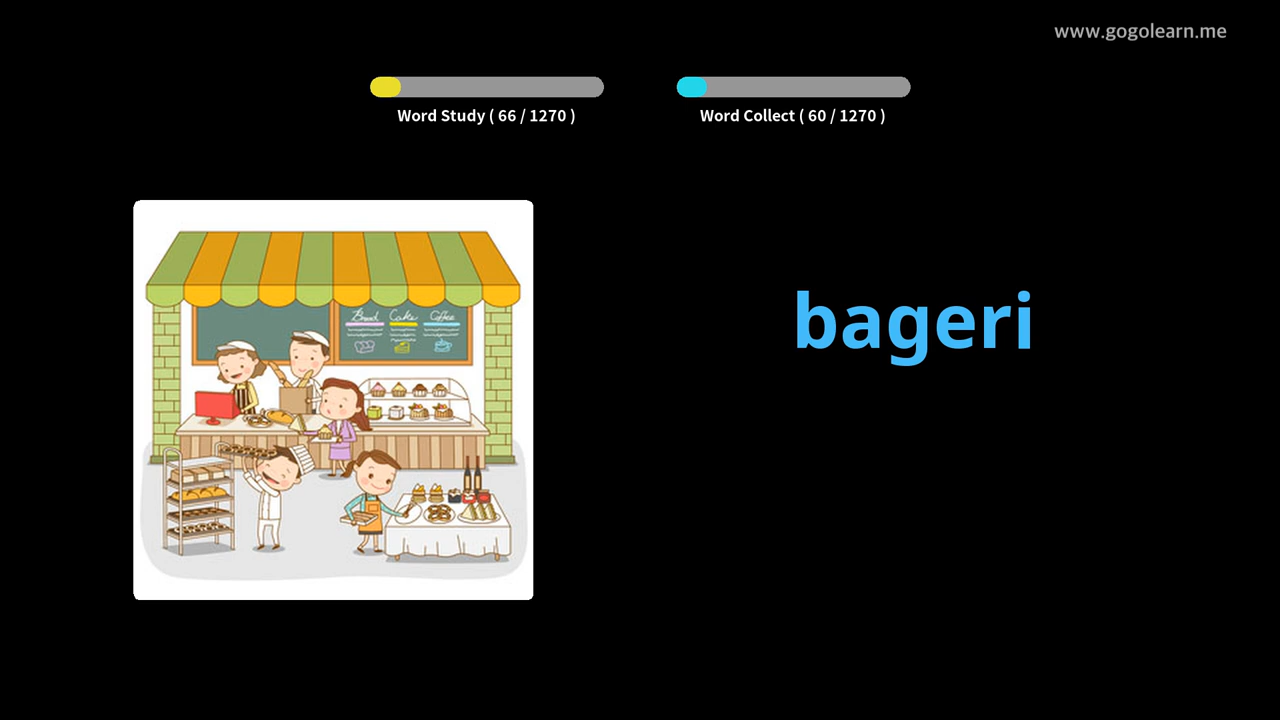 www.gogolearn.me
Word Study ( 66 / 1270 )
Word Collect ( 60 / 1270 )
Bread Cake Coffee
bageri